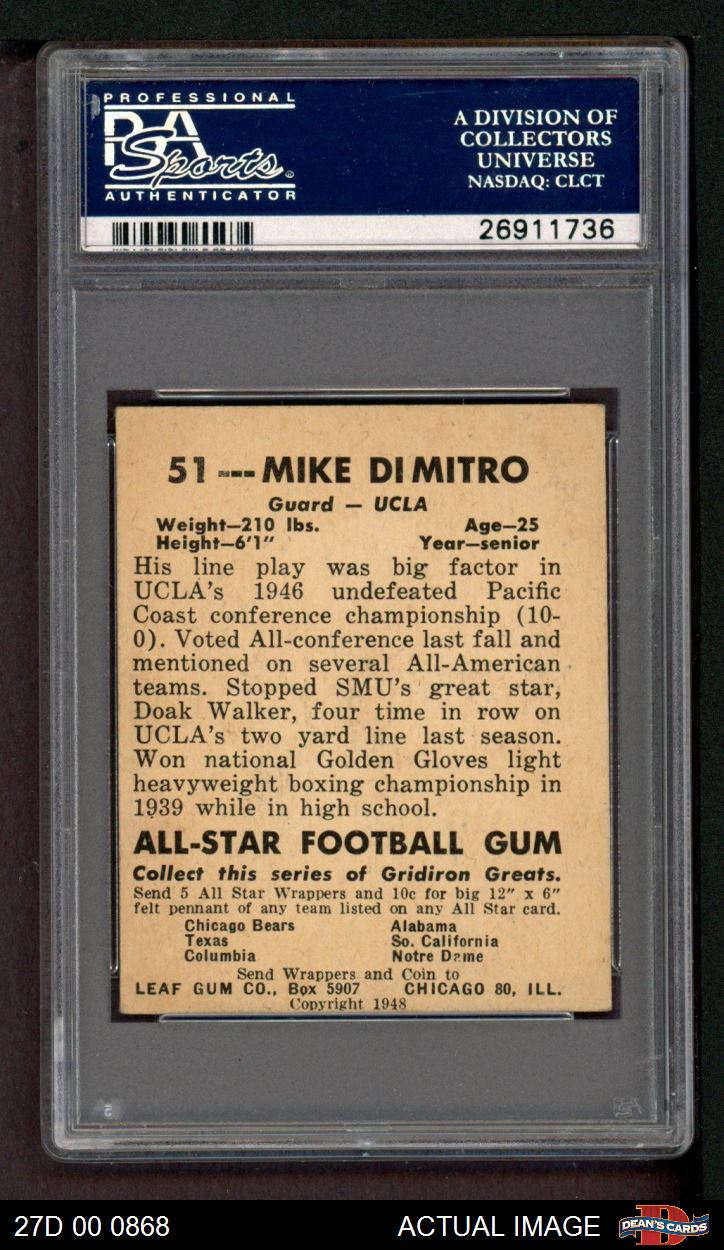 PROFESSIONAL
PSA
Sports
AUTHENTICATOR
A DIVISION OF
COLLECTORS
UNIVERSE
NASDAQ: CLCT
26911736
51---MIKE DI MITRO
Guard — UCLA
Weight—210 lbs. Age—25
Height—6'1" Year—senior
His line play was big factor in
UCLA's 1946 undefeated Pacific
Coast conference championship (10-
0). Voted All-conference last fall and
mentioned on several All-American
teams. Stopped SMU's great star,
Doak Walker, four time in row on
UCLA's two yard line last season.
Won national Golden Gloves light
heavyweight boxing championship in
1939 while in high school.
ALL-STAR FOOTBALL GUM
Collect this series of Gridiron Greats.
Send 5 All Star Wrappers and 10c for big 12" x 6"
felt pennant of any team listed on any All Star card.
Chicago Bears Alabama
Texas So. California
Columbia Notre Dame
Send Wrappers and Coin to
LEAF GUM CO., Box 5907 CHICAGO 80, ILL.
Copyright 1948
27D 00 0868 ACTUAL IMAGE DEAN'S CARDS